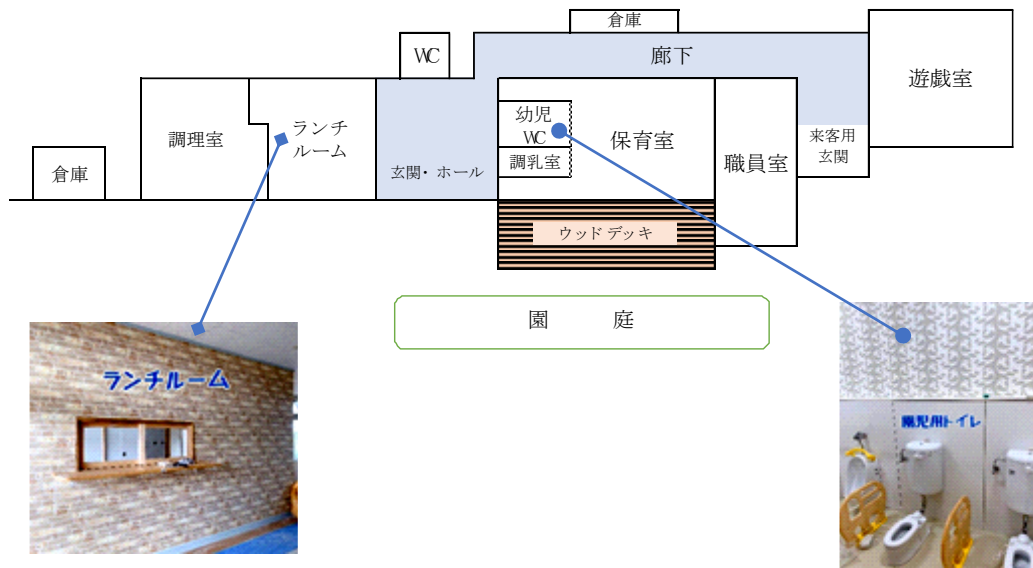 倉庫
WC
廊下
遊戯室
幼児
WC
調乳室
保育室
調理室
ランチ
ルーム
玄関・ホール
職員室
来客用
玄関
倉庫
ウッドデッキ
園 庭
ランチルーム
園児用トイレ